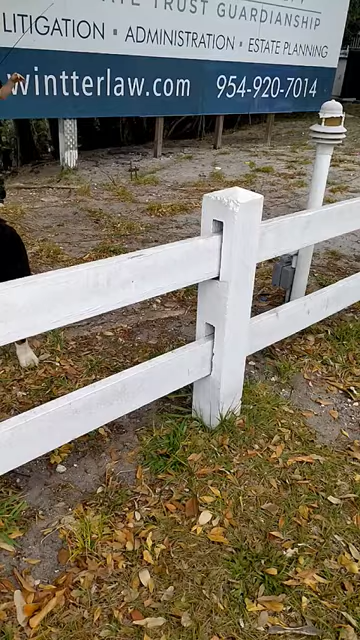 TRUST GUARDIANSHIP
LITIGATION ▪ ADMINISTRATION ▪ ESTATE PLANNING
wintterlaw.com 954-920-7014